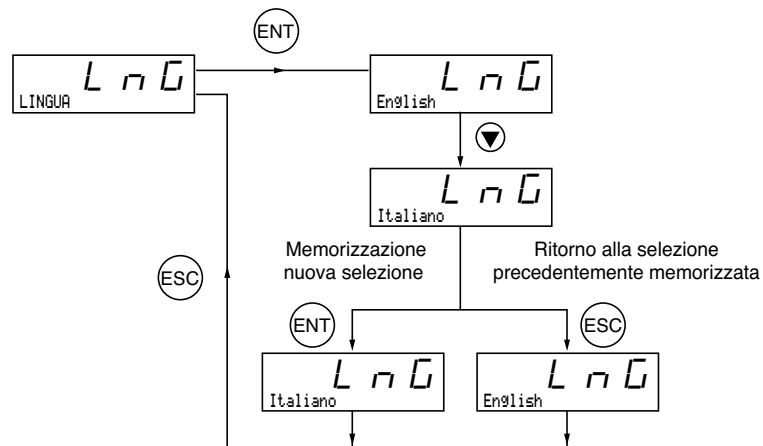 ENT
LnG
LINGUA
LnG
English
LnG
Italiano
Memorizzazione
nuova selezione
Ritorno alla selezione
precedentemente memorizzata
ESC
ENT
ESC
LnG
Italiano
LnG
English